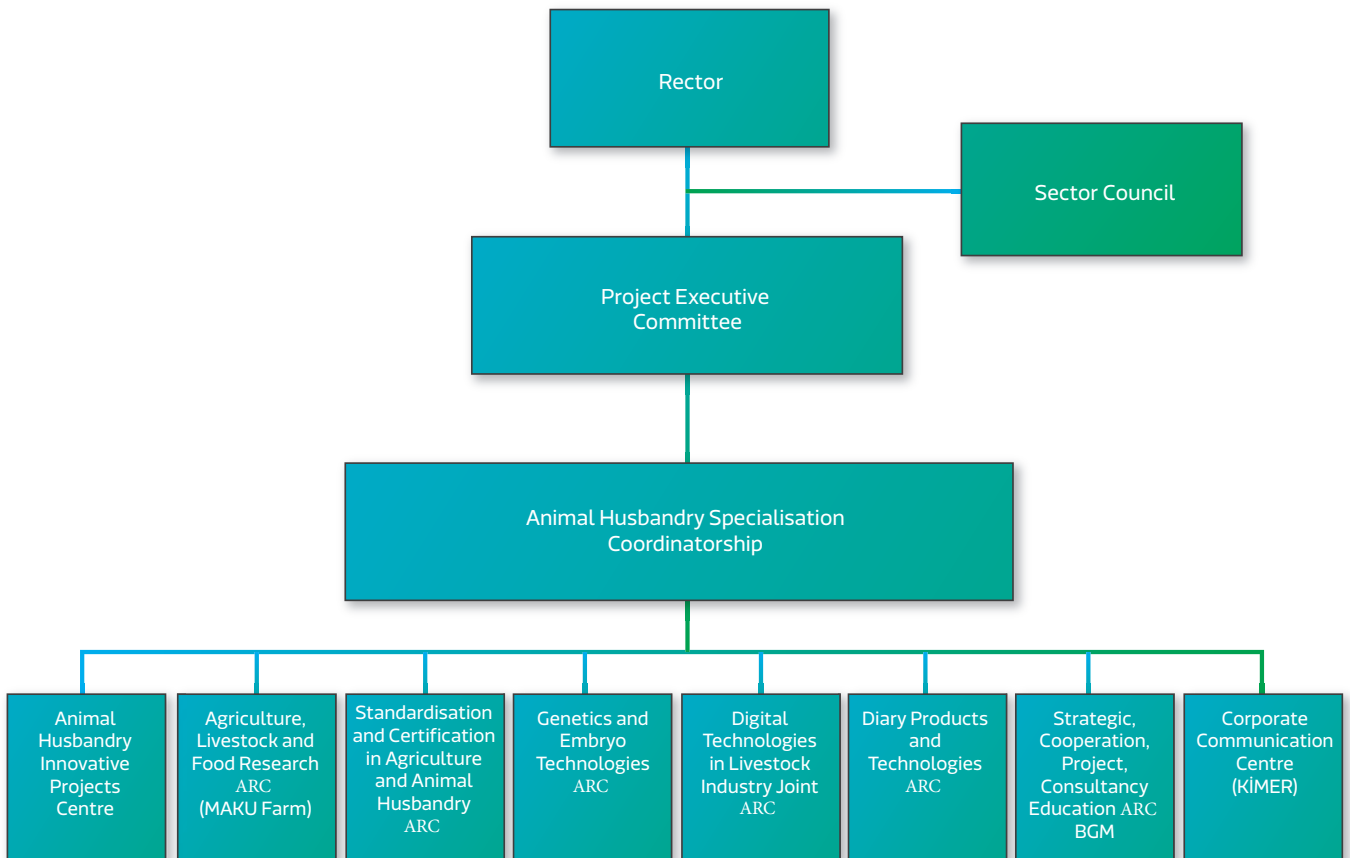 Rector
Sector Council
Project Executive
Committee
Animal Husbandry Specialisation
Coordinatorship
Animal
Husbandry
Innovative
Projects
Centre
Agriculture,
Livestock and
Food Research
ARC
(MAKU Farm)
Standardisation
and Certification
in Agriculture
and Animal
Husbandry
ARC
Genetics and
Embryo
Technologies
ARC
Digital
Technologies
in Livestock
Industry Joint
ARC
Diary Products
and
Technologies
ARC
Strategic,
Cooperation,
Project,
Consultancy
Education ARC
BGM
Corporate
Communication
Centre
(KİMER)